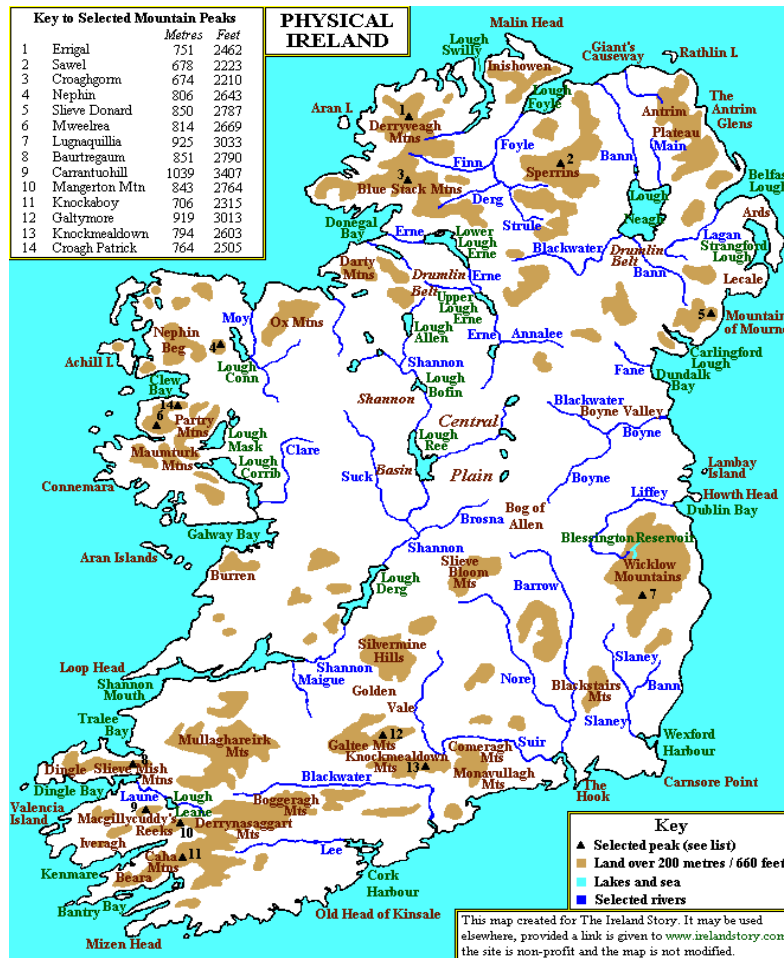 Key to Selected Mountain Peaks
Metres Feet
1 Errigal 751 2462
2 Sawel 678 2223
3 Croaghgorm 674 2210
4 Nephin 806 2643
5 Slieve Donard 850 2787
6 Mweelrea 814 2669
7 Lugnaquillia 925 3033
8 Baurtregaum 851 2790
9 Carrantuohill 1039 3407
10 Mangerton Mtn 843 2764
11 Knockaboy 706 2315
12 Galtymore 919 3013
13 Knockmealdown 794 2603
14 Croagh Patrick 764 2505
PHYSICAL
IRELAND
Malin Head
Lough
Swilly
Inishowen
Giant's
Causeway
Rathlin I.
Lough
Foyle
Aran I.
1
Derryveagh
Mtns
Antrim
Plateau
The
Antrim
Glens
Foyle
Bann
Main
Finn
2
Sperrins
3
Blue Stack Mtns
Derg
Strule
Lough
Neagh
Belfast
Lough
Ards
Donegal
Bay
Erne
Lower
Lough
Erne
Blackwater
Drumlin
Belt
Lagan
Strangford
Lough
Bann
Lecale
Darty
Mtns
Drumlin
Belt
Erne
Upper
Lough
Erne
5
Mountain
of Mourne
Moy
Ox Mtns
Nephin
Beg
4
Lough
Allen
Erne
Annalee
Carlingford
Lough
Achill I.
Lough
Conn
Shannon
Fane
Dundalk
Bay
Clew
Bay
Lough
Bofin
14
6
Partry
Mtns
Shannon
Blackwater
Boyne Valley
Boyne
Central
Maumturk
Mtns
Lough
Mask
Clare
Lough
Ree
Lough
Corrib
Suck
Basin
Plain
Boyne
Lambay
Island
Connemara
Liffey
Howth Head
Dublin Bay
Bog of
Allen
Brosna
Galway Bay
Blessington Reservoir
Shannon
Aran Islands
Slieve
Bloom
Mts
Wicklow
Mountains
Burren
Lough
Derg
Barrow
7
Silvermine
Hills
Slaney
Loop Head
Shannon
Maigue
Shannon
Mouth
Nore
Bann
Golden
Vale
Blackstairs
Mts
Tralee
Bay
Slaney
Mullaghareirk
Mts
12
Galtee Mts
Suir
Comeragh
Mts
Wexford
Harbour
Knockmealdown
Mts
13
Monavullagh
Mts
Dingle
Slieve Mish
Mtns
Dingle Bay
Blackwater
The
Hook
Carnsore Point
Laune
Lough
Leane
Valencia
Island
9
Boggeragh
Mts
Macgillycuddy's
Reeks
10
Derrynasaggart
Mts
Iveragh
Caha
Mtns
11
Lee
Kenmare
Beara
Cork
Harbour
Bantry Bay
Old Head of Kinsale
Mizen Head
Key
Selected peak (see list)
Land over 200 metres / 660 feet
Lakes and sea
Selected rivers
This map created for The Ireland Story. It may be used
elsewhere, provided a link is given to www.irelandstory.com
the site is non-profit and the map is not modified.